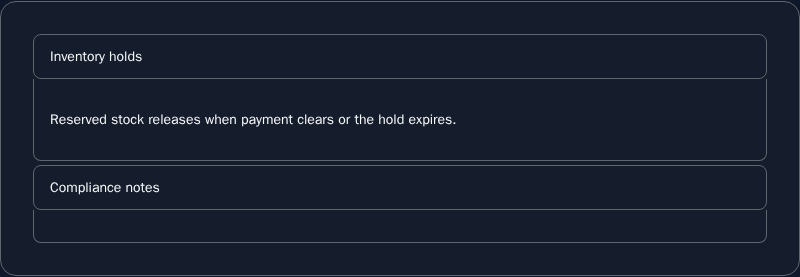 Inventory holds
Reserved stock releases when payment clears or the hold expires.
Compliance notes